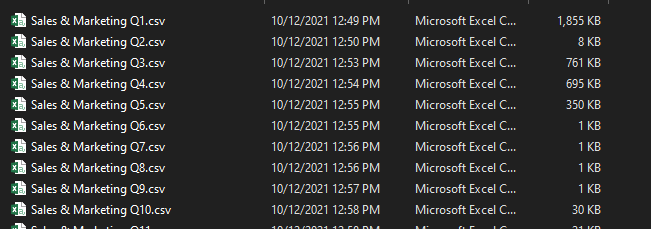 Sales & Marketing Q1.csv 10/12/2021 12:49 PM Microsoft Excel C... 1,855 KB
Sales & Marketing Q2.csv 10/12/2021 12:50 PM Microsoft Excel C... 8 KB
Sales & Marketing Q3.csv 10/12/2021 12:53 PM Microsoft Excel C... 761 KB
Sales & Marketing Q4.csv 10/12/2021 12:54 PM Microsoft Excel C... 695 KB
Sales & Marketing Q5.csv 10/12/2021 12:55 PM Microsoft Excel C... 350 KB
Sales & Marketing Q6.csv 10/12/2021 12:55 PM Microsoft Excel C... 1 KB
Sales & Marketing Q7.csv 10/12/2021 12:56 PM Microsoft Excel C... 1 KB
Sales & Marketing Q8.csv 10/12/2021 12:56 PM Microsoft Excel C... 1 KB
Sales & Marketing Q9.csv 10/12/2021 12:57 PM Microsoft Excel C... 1 KB
Sales & Marketing Q10.csv 10/12/2021 12:58 PM Microsoft Excel C... 30 KB